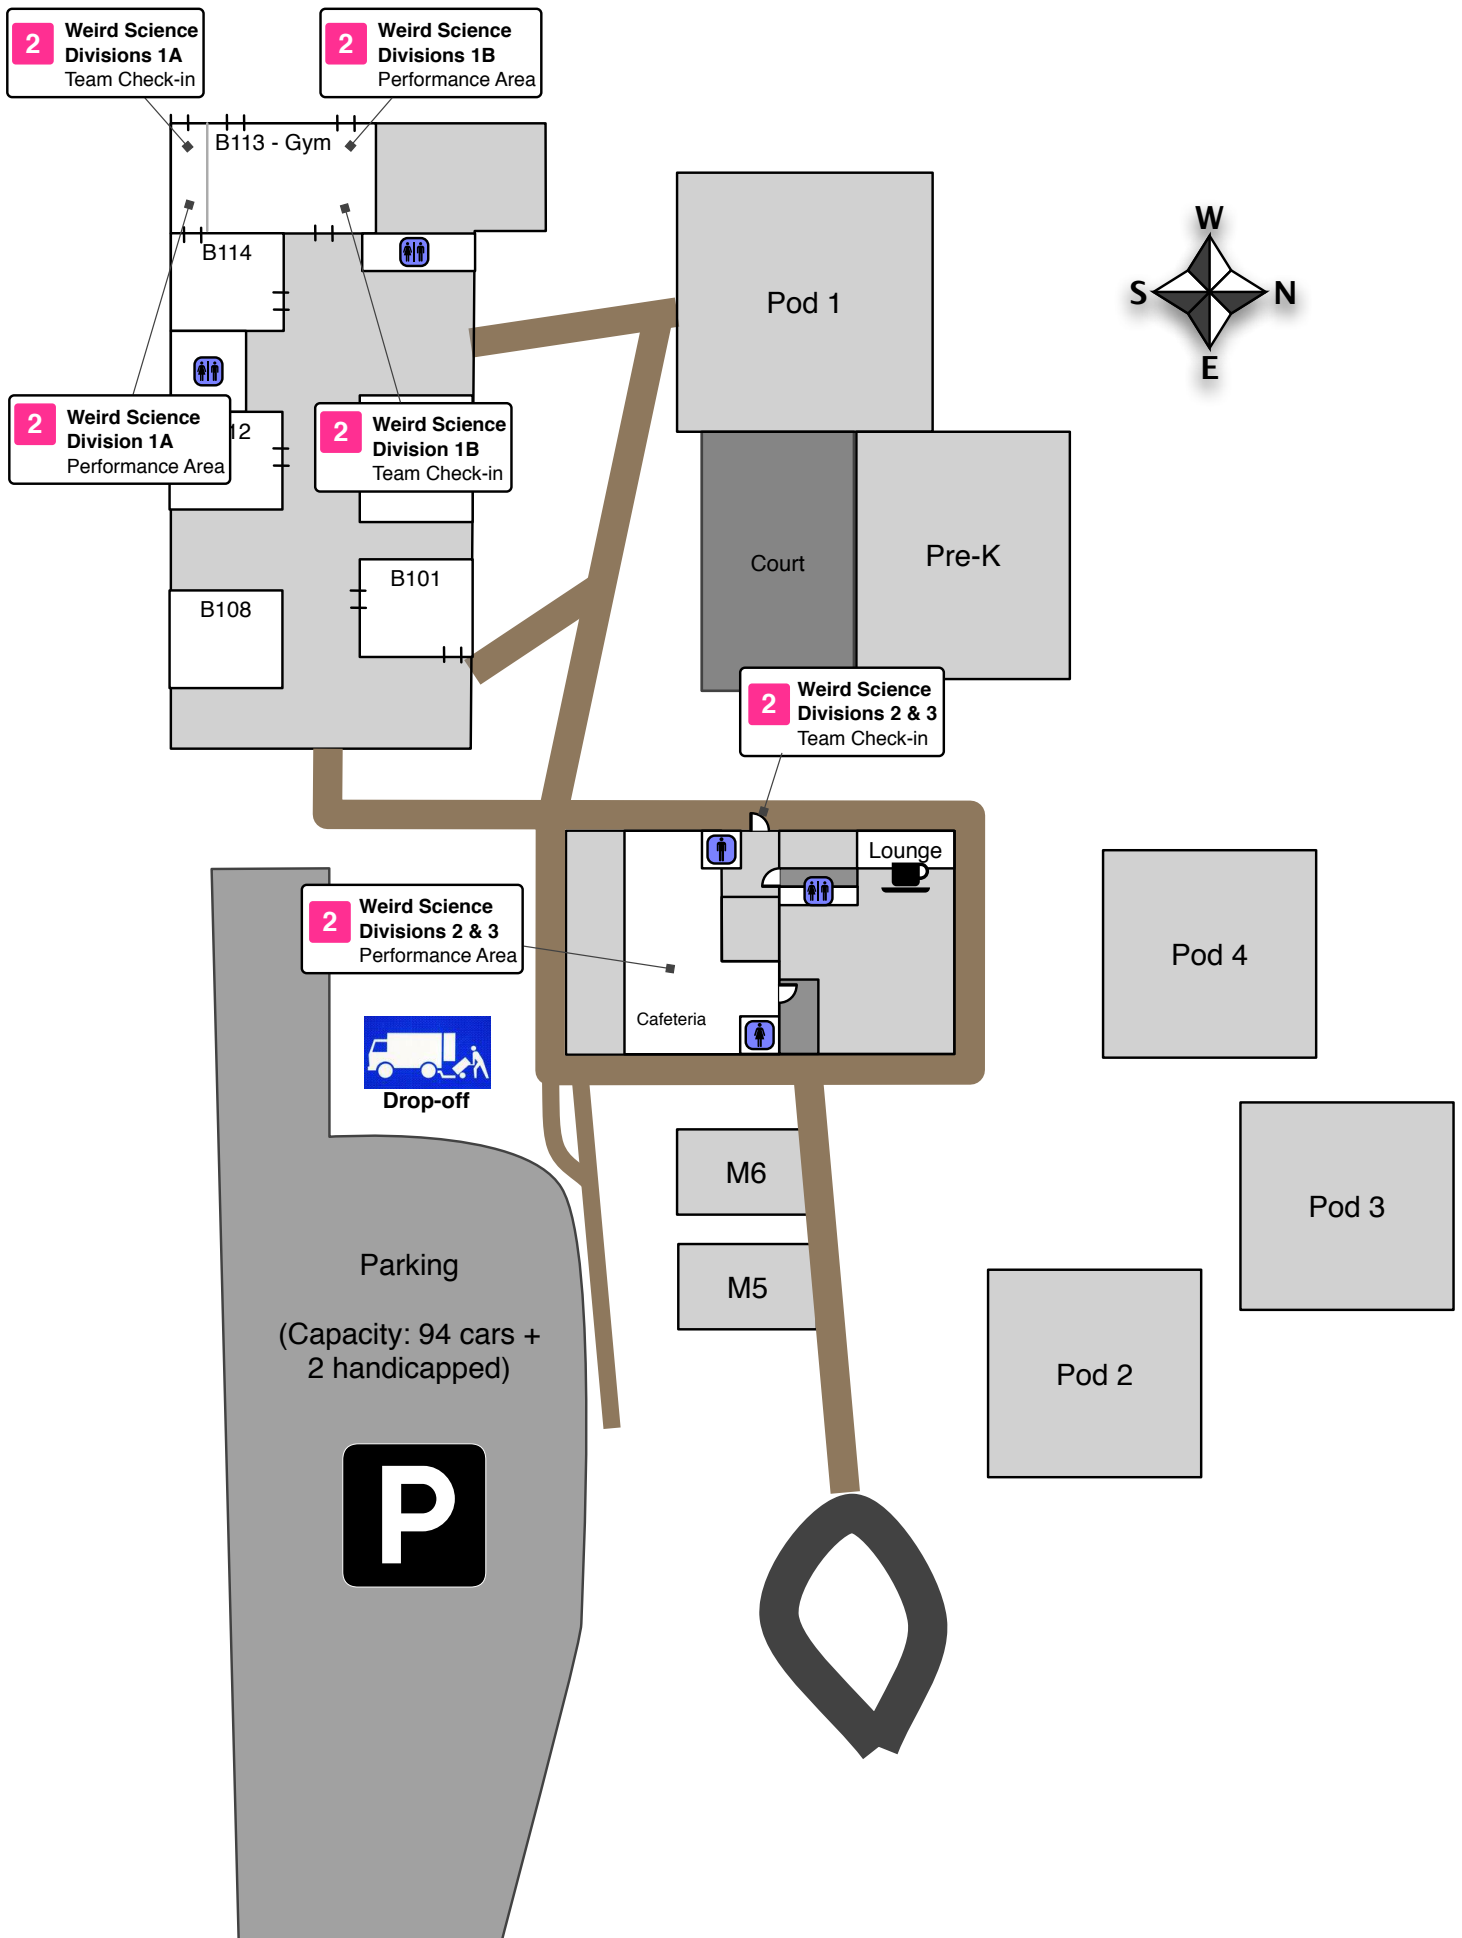 2
Weird Science
Divisions 1A
Team Check-in
2
Weird Science
Divisions 1B
Performance Area
B113 - Gym
B114
W
S
N
E
Pod 1
2
Weird Science
Division 1A
Performance Area
12
2
Weird Science
Division 1B
Team Check-in
Court
Pre-K
B101
B108
2
Weird Science
Divisions 2 & 3
Team Check-in
Lounge
2
Weird Science
Divisions 2 & 3
Performance Area
Cafeteria
Pod 4
Drop-off
M6
Pod 3
M5
Pod 2
Parking
(Capacity: 94 cars +
2 handicapped)
P